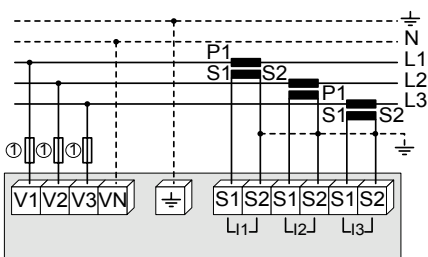 N
P1 L1
S1 S2 L2
P1 L3
S1 S2
① ① ①
V1 V2 V3 VN S1 S2 S1 S2 S1 S2
I1 I2 I3